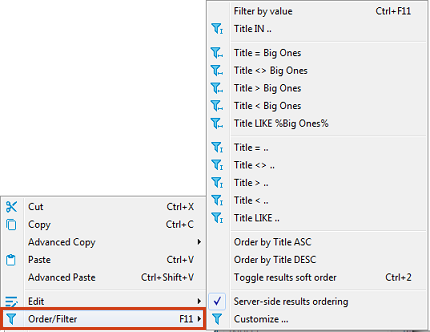 Filter by value Ctrl+F11
Title IN ..
Title = Big Ones
Title <> Big Ones
Title > Big Ones
Title < Big Ones
Title LIKE %Big Ones%
Title = ..
Title <> ..
Title > ..
Title < ..
Title LIKE ..
Order by Title ASC
Order by Title DESC
Toggle results soft order Ctrl+2
Server-side results ordering
Customize ...
Cut Ctrl+X
Copy Ctrl+C
Advanced Copy
Paste Ctrl+V
Advanced Paste Ctrl+Shift+V
Edit
Order/Filter F11